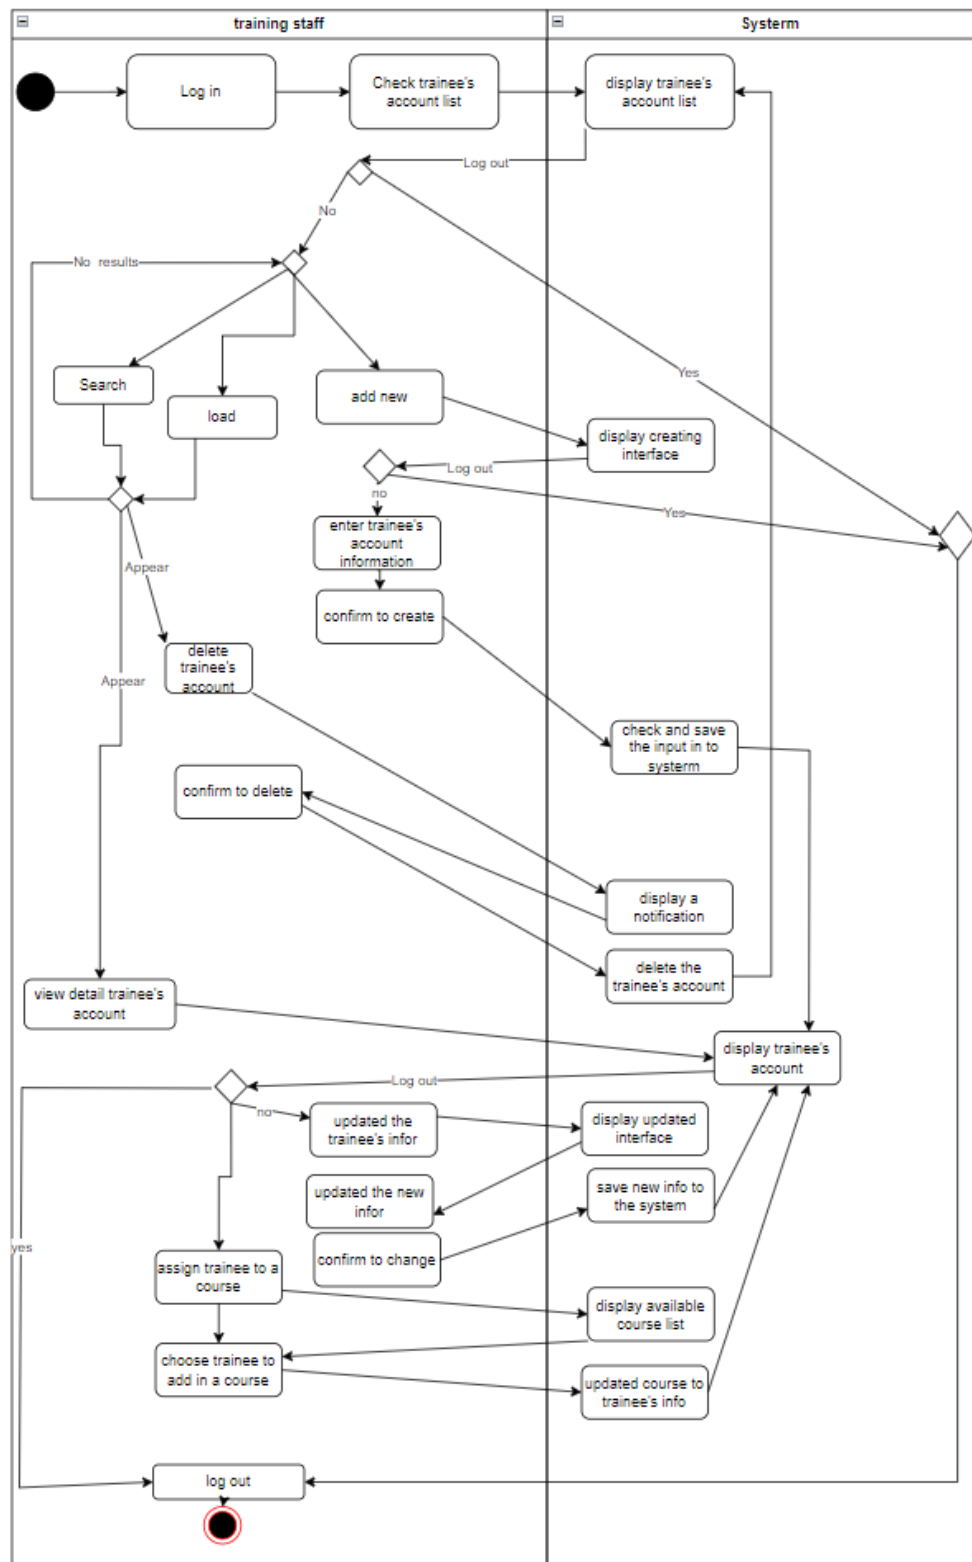 training staff
Systerm
Log in
Check trainee's
account list
display trainee's
account list
Log out
No
No results
Yes
Search
add new
load
display creating
interface
Log out
no
Yes
enter trainee's
account
information
Appear
confirm to create
delete
trainee's
account
Appear
check and save
the input in to
systerm
confirm to delete
display a
notification
delete the
trainee's account
view detail trainee's
account
display trainee's
account
Log out
no
updated the
trainee's infor
display updated
interface
updated the new
infor
save new info to
the system
yes
confirm to change
assign trainee to a
course
display available
course list
choose trainee to
add in a course
updated course to
trainee's info
log out